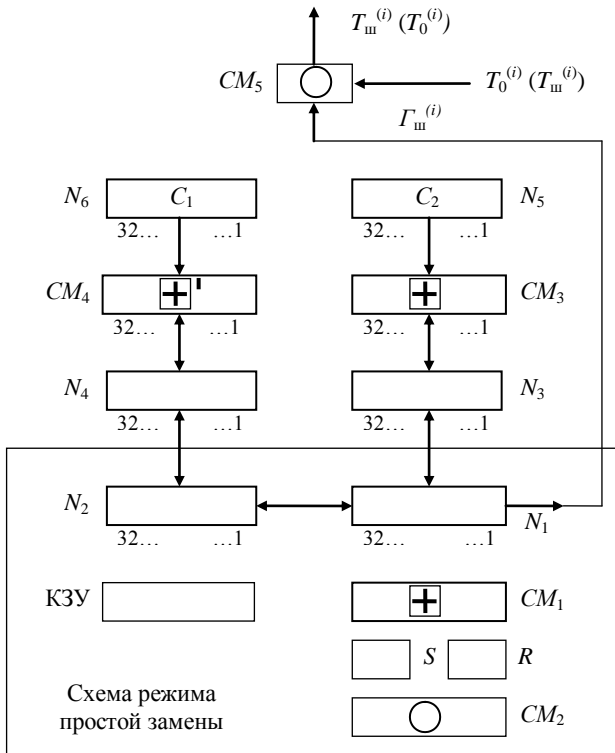 Tш(i) (T0(i))
CM5
T0(i) (Tш(i))
Гш(i)
N6 C1 C2 N5
32... ...1 32... ...1
CM4 + ' + CM3
32... ...1 32... ...1
N4 N3
32... ...1 32... ...1
N2 N1
32... ...1 32... ...1
КЗУ + CM1
S R
Схема режима
простой замены
CM2